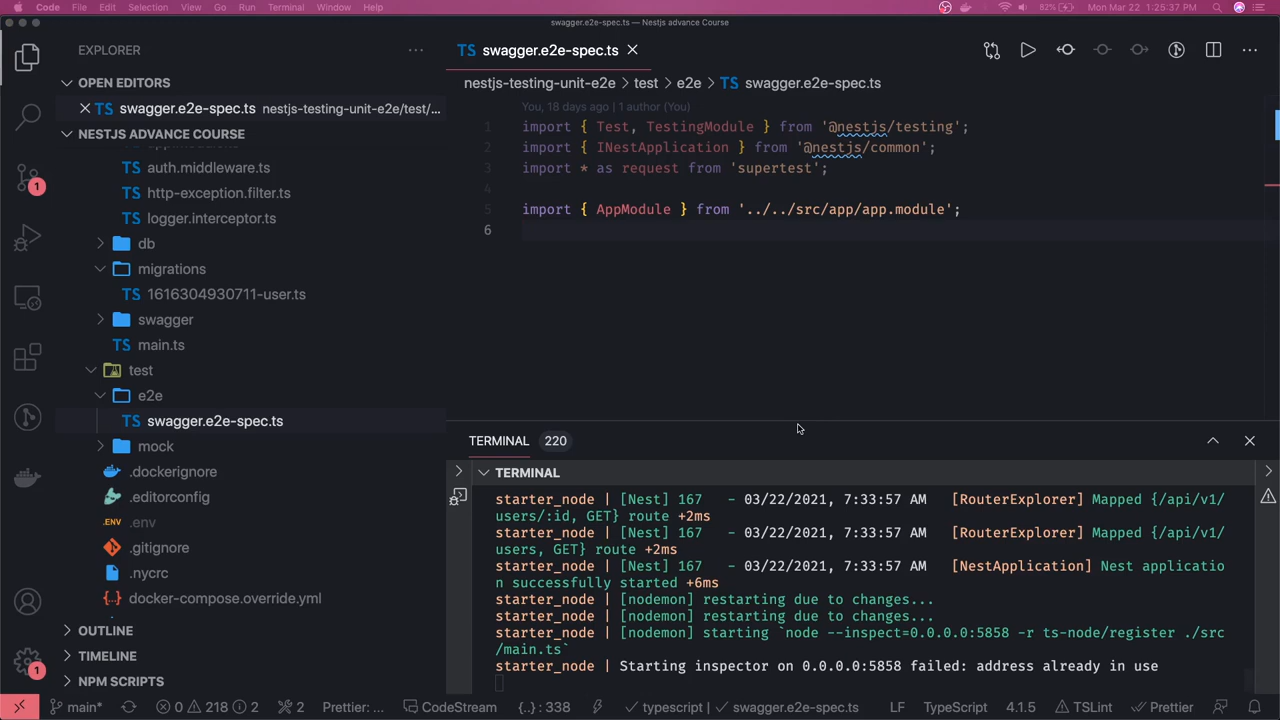 Code File Edit Selection View Go Run Terminal Window Help 82% Mon Mar 22 1:25:37 PM
swagger.e2e-spec.ts — Nestjs advance Course
EXPLORER
OPEN EDITORS
TS swagger.e2e-spec.ts nestjs-testing-unit-e2e/test/...
NESTJS ADVANCE COURSE
TS auth.middleware.ts
TS http-exception.filter.ts
TS logger.interceptor.ts
db
migrations
TS 1616304930711-user.ts
swagger
TS main.ts
test
e2e
TS swagger.e2e-spec.ts
mock
.dockerignore
.editorconfig
.ENV .env
.gitignore
.nycrc
docker-compose.override.yml
OUTLINE
TIMELINE
NPM SCRIPTS
1
1
TS swagger.e2e-spec.ts
nestjs-testing-unit-e2e > test > e2e > TS swagger.e2e-spec.ts
You, 18 days ago | 1 author (You)
1 import { Test, TestingModule } from '@nestjs/testing';
2 import { INestApplication } from '@nestjs/common';
3 import * as request from 'supertest';
4
5 import { AppModule } from '../../src/app/app.module';
6
TERMINAL 220
TERMINAL
starter_node | [Nest] 167 - 03/22/2021, 7:33:57 AM [RouterExplorer] Mapped {/api/v1/
users/:id, GET} route +2ms
starter_node | [Nest] 167 - 03/22/2021, 7:33:57 AM [RouterExplorer] Mapped {/api/v1/
users, GET} route +2ms
starter_node | [Nest] 167 - 03/22/2021, 7:33:57 AM [NestApplication] Nest applicatio
n successfully started +6ms
starter_node | [nodemon] restarting due to changes...
starter_node | [nodemon] restarting due to changes...
starter_node | [nodemon] starting `node --inspect=0.0.0.0:5858 -r ts-node/register ./src
/main.ts`
starter_node | Starting inspector on 0.0.0.0:5858 failed: address already in use
main* 0 218 2 2 Prettier: ... CodeStream {..} : 338 typescript | swagger.e2e-spec.ts LF TypeScript 4.1.5 TSLint Prettier